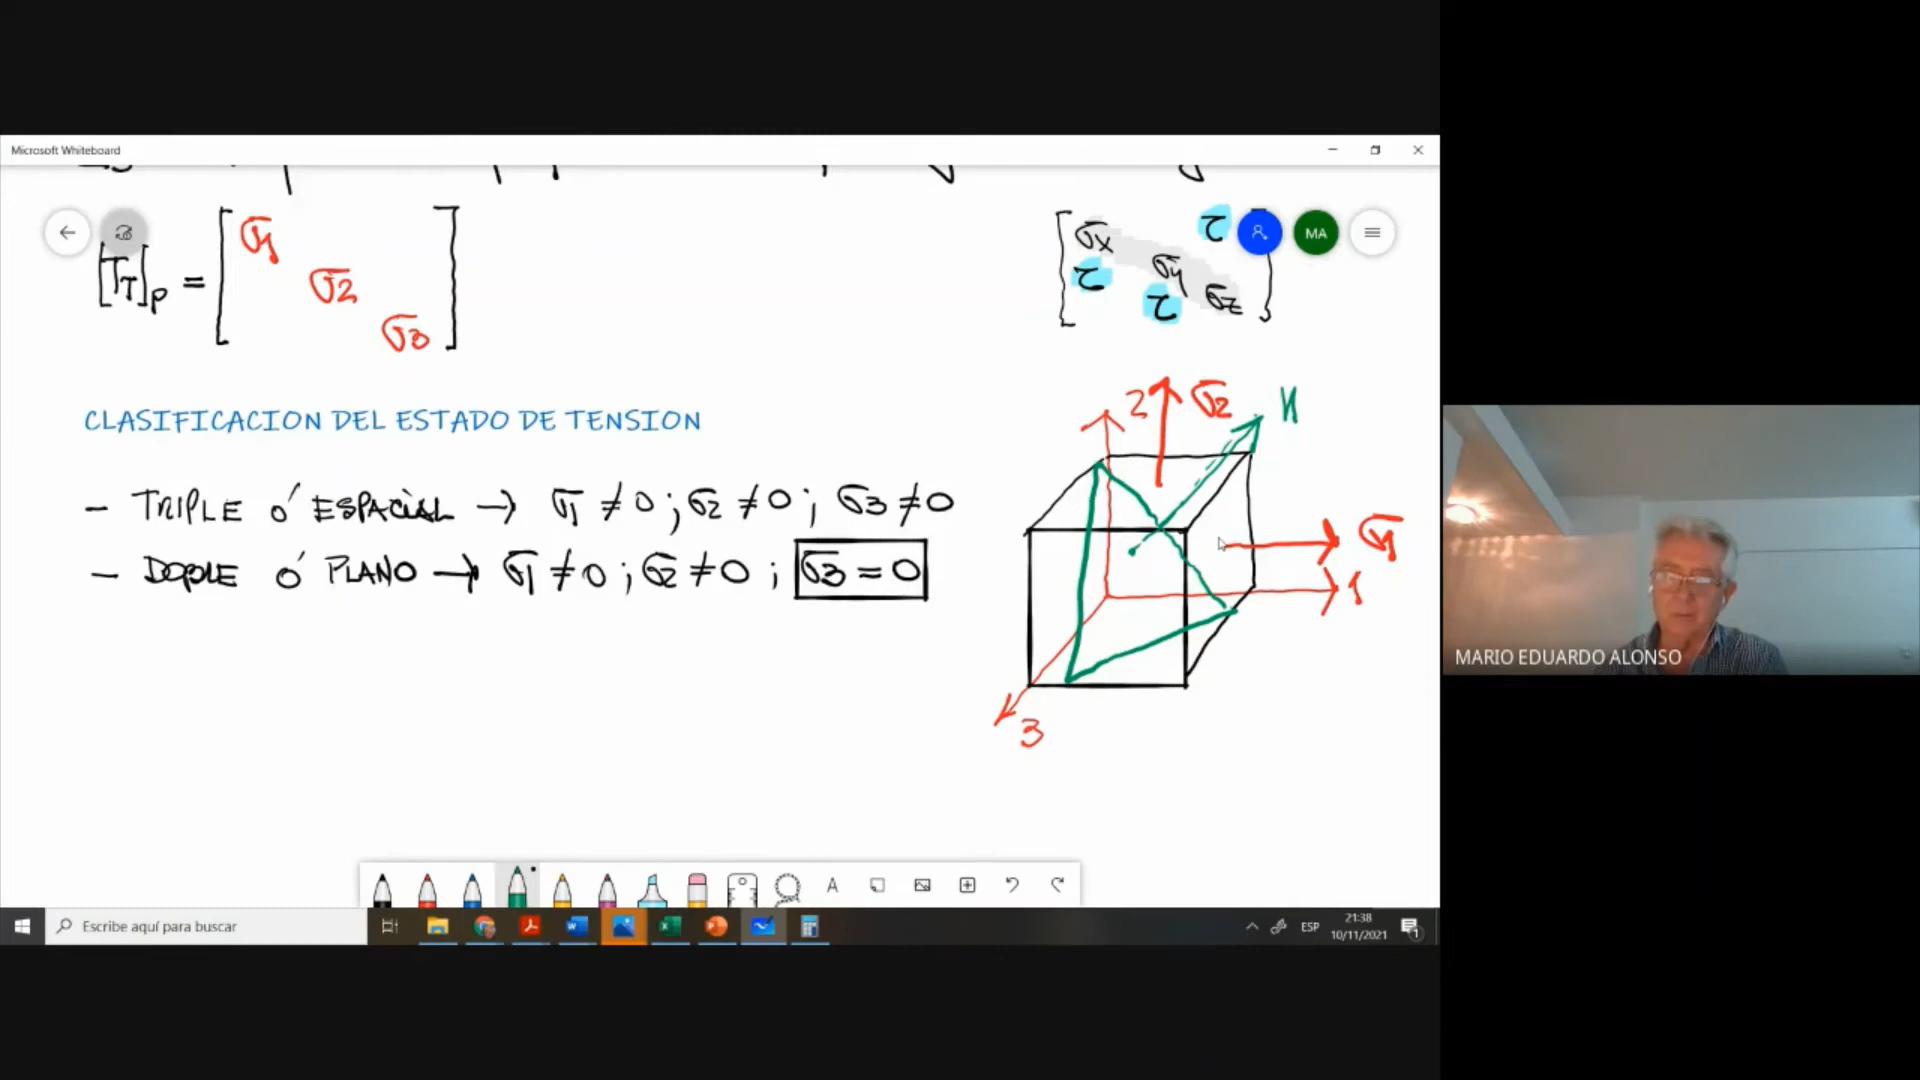 Microsoft Whiteboard
[T_T]_P = [σ1 σ2 σ3]
[σx τ τ σy τ σz]
MA
CLASIFICACION DEL ESTADO DE TENSION
- TRIPLE Ó ESPACIAL → σ1 ≠ 0 ; σ2 ≠ 0 ; σ3 ≠ 0
- DOBLE Ó PLANO → σ1 ≠ 0 ; σ2 ≠ 0 ; σ3 = 0
2 σ2 n
σ1
1
3
MARIO EDUARDO ALONSO
A
Escribe aquí para buscar
ESP
21:38
10/11/2021
1